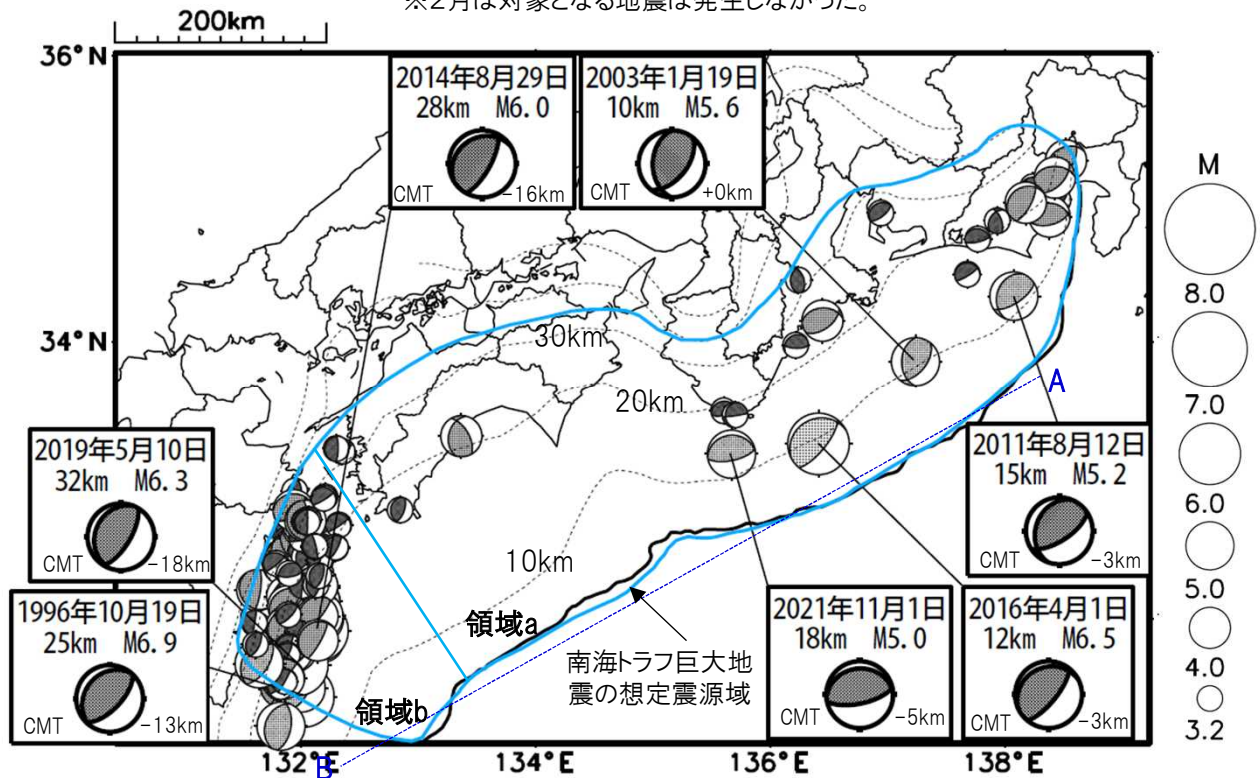 ※2月は対象となる地震は発生しなかった。
200km
36°N
2014年8月29日
28km M6.0
CMT
-16km
2003年1月19日
10km M5.6
CMT
+0km
M
8.0
7.0
6.0
5.0
4.0
3.2
34°N
30km
20km
10km
A
2019年5月10日
32km M6.3
CMT
-18km
2011年8月12日
15km M5.2
CMT
-3km
1996年10月19日
25km M6.9
CMT
-13km
領域a
領域b
南海トラフ巨大地
震の想定震源域
2021年11月1日
18km M5.0
CMT
-5km
2016年4月1日
12km M6.5
CMT
-3km
B
132°E
134°E
136°E
138°E